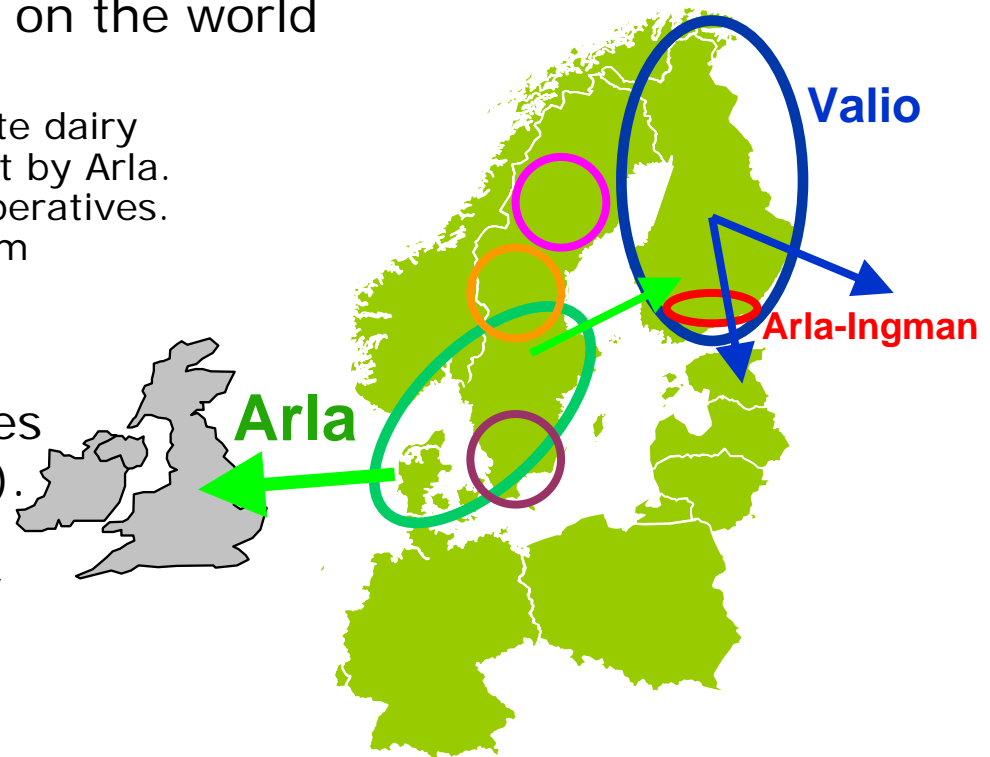 on the world
te dairy
t by Arla.
peratives.
m
es
).
Valio
Arla-Ingman
Arla